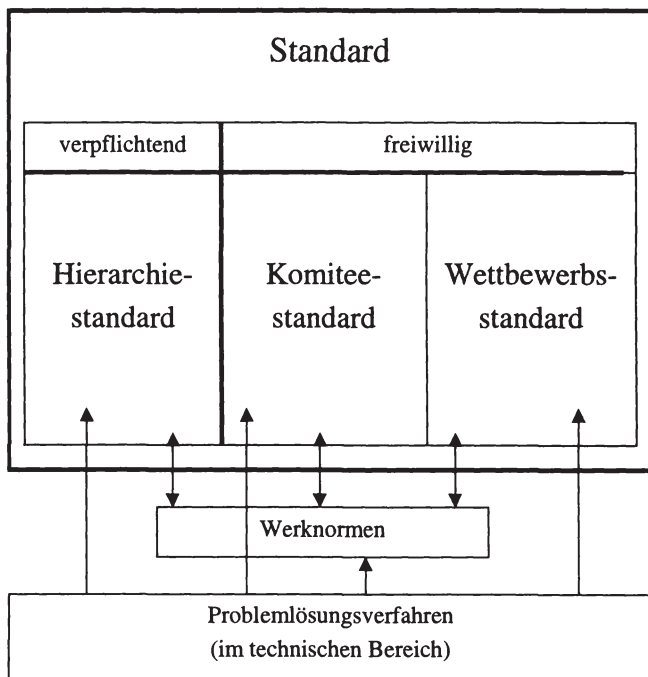 Standard
verpflichtend
freiwillig
Hierarchie-
standard
Komitee-
standard
Wettbewerbs-
standard
Werknormen
Problemlösungsverfahren
(im technischen Bereich)